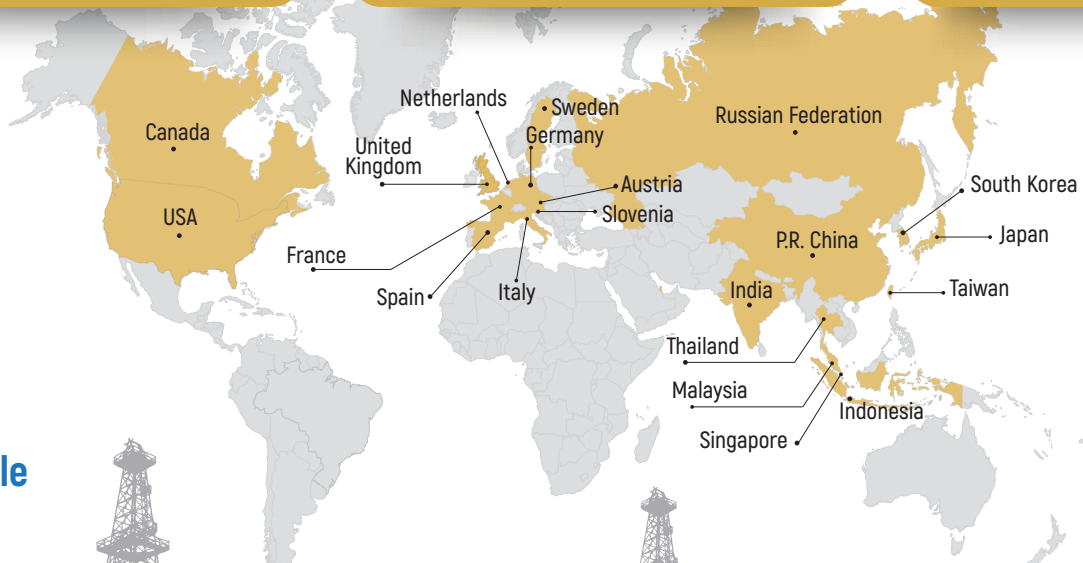 Netherlands
Sweden
Germany
Russian Federation
Canada
United
Kingdom
Austria
South Korea
Slovenia
USA
P.R. China
Japan
France
Spain
Italy
India
Taiwan
Thailand
Malaysia
Indonesia
Singapore
le